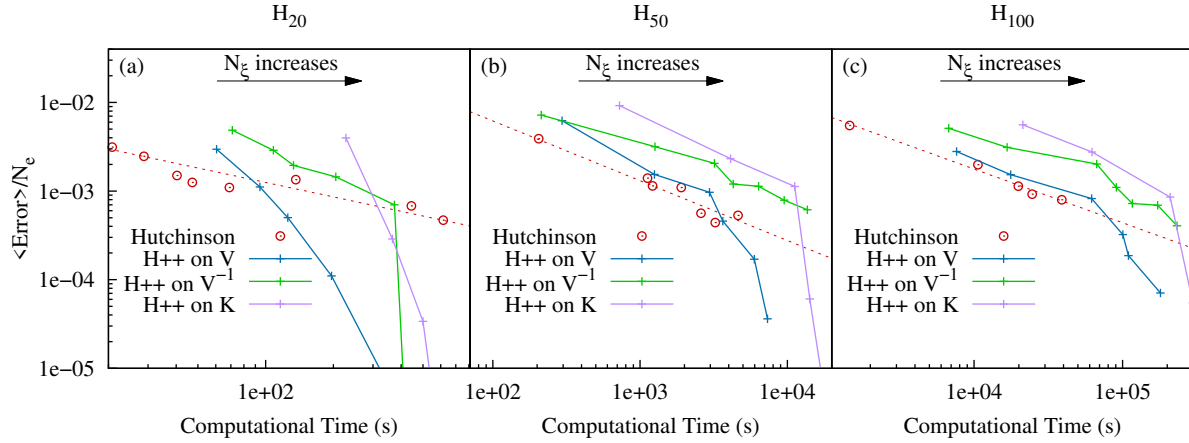 H20 H50 H100
(a) Nξ increases (b) Nξ increases (c) Nξ increases
<Error>/Ne
1e-02
1e-03
1e-04
1e-05
Hutchinson
H++ on V
H++ on V−1
H++ on K
Hutchinson
H++ on V
H++ on V−1
H++ on K
Hutchinson
H++ on V
H++ on V−1
H++ on K
1e+02 1e+02 1e+03 1e+04 1e+04 1e+05
Computational Time (s) Computational Time (s) Computational Time (s)